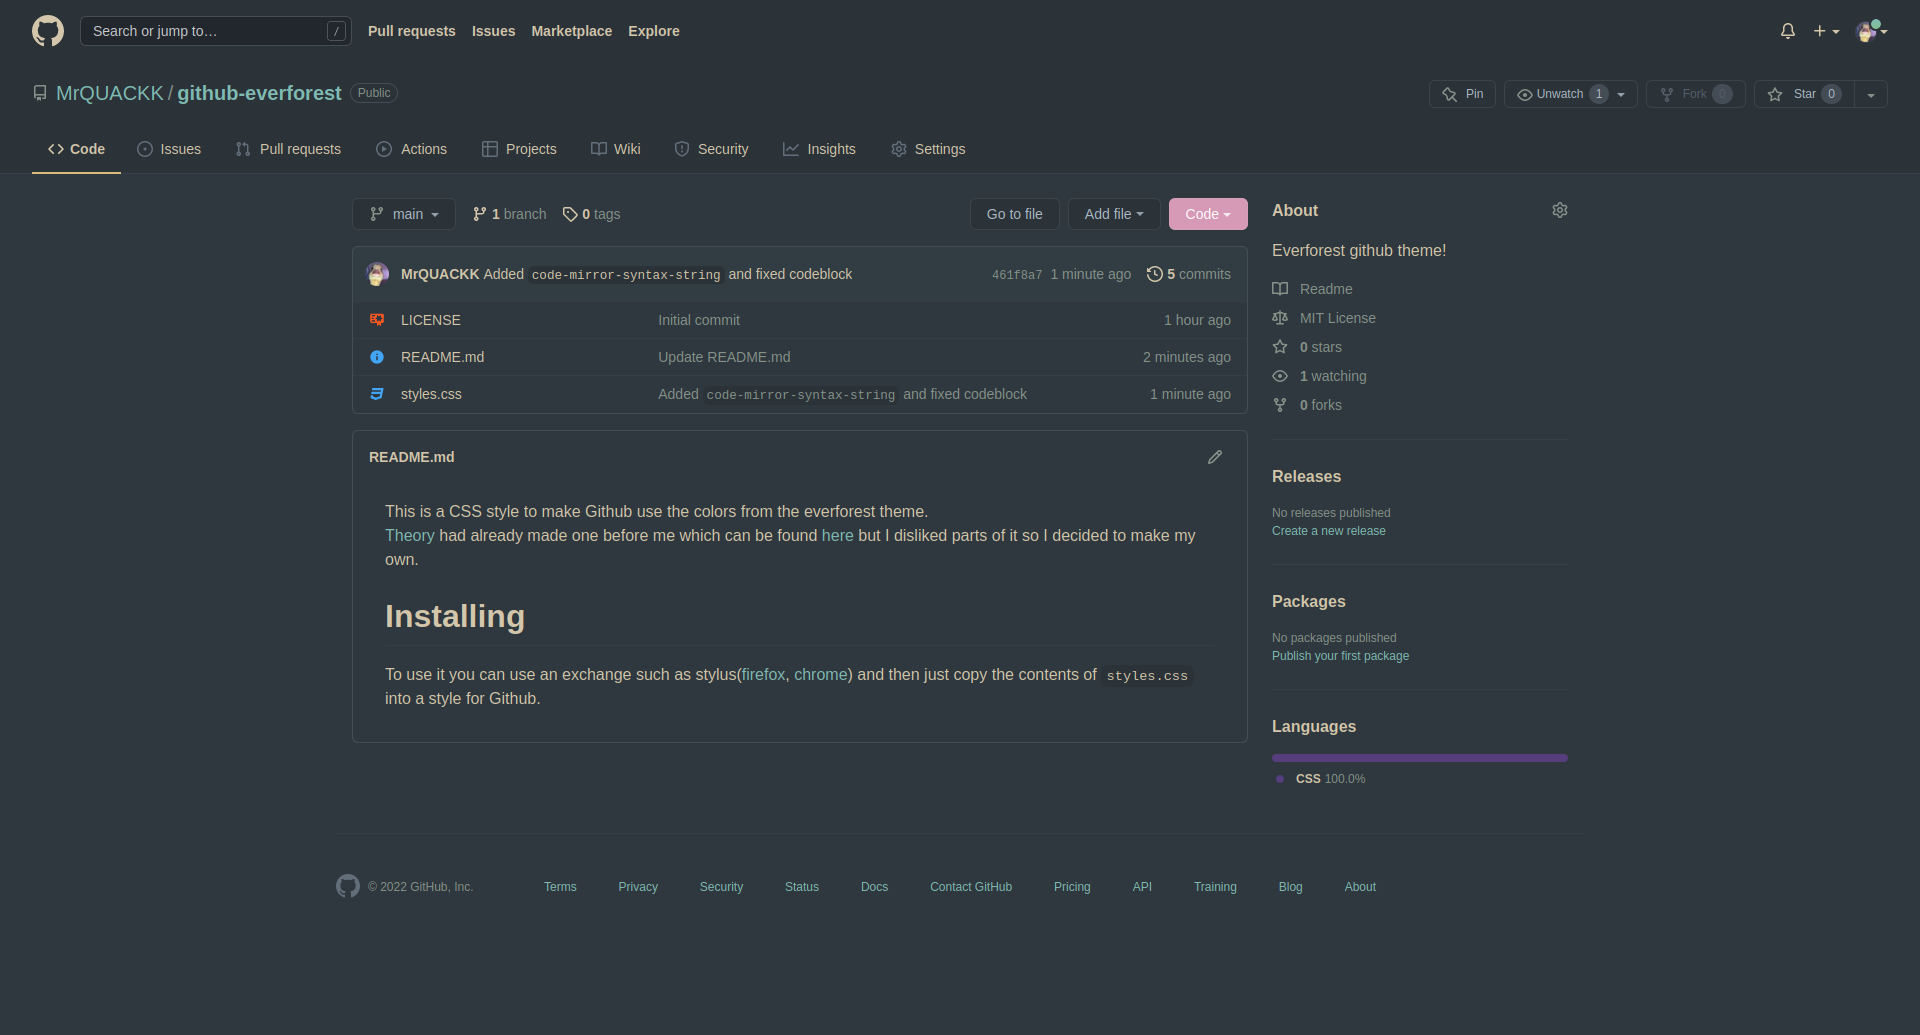 Search or jump to… /
Pull requests Issues Marketplace Explore
MrQUACKK / github-everforest Public
Pin Unwatch 1 Fork 0 Star 0
Code Issues Pull requests Actions Projects Wiki Security Insights Settings
main 1 branch 0 tags Go to file Add file Code
MrQUACKK Added code-mirror-syntax-string and fixed codeblock 461f8a7 1 minute ago 5 commits
LICENSE Initial commit 1 hour ago
README.md Update README.md 2 minutes ago
styles.css Added code-mirror-syntax-string and fixed codeblock 1 minute ago
README.md
This is a CSS style to make Github use the colors from the everforest theme.
Theory had already made one before me which can be found here but I disliked parts of it so I decided to make my
own.
Installing
To use it you can use an exchange such as stylus(firefox, chrome) and then just copy the contents of styles.css
into a style for Github.
About
Everforest github theme!
Readme
MIT License
0 stars
1 watching
0 forks
Releases
No releases published
Create a new release
Packages
No packages published
Publish your first package
Languages
CSS 100.0%
© 2022 GitHub, Inc. Terms Privacy Security Status Docs Contact GitHub Pricing API Training Blog About